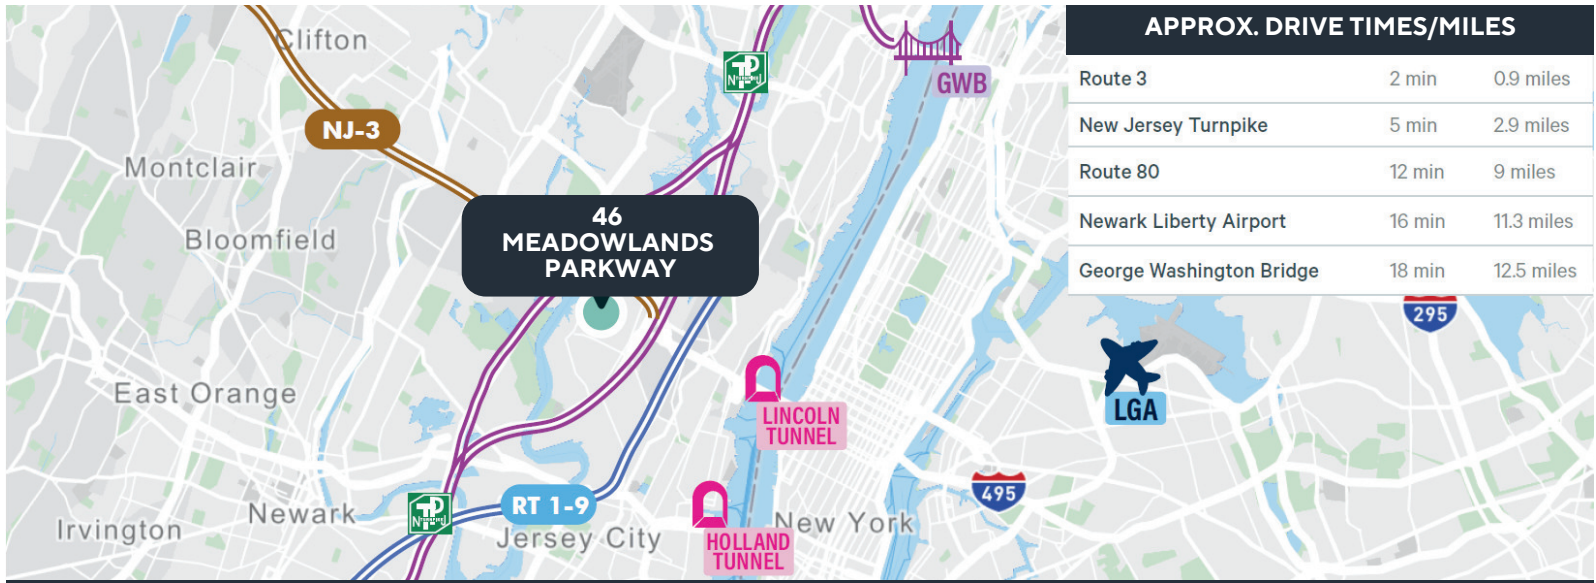 Clifton
NJ-3
Montclair
Bloomfield
46
MEADOWLANDS
PARKWAY
East Orange
Irvington
Newark
RT 1-9
Jersey City
New York
LINCOLN
TUNNEL
HOLLAND
TUNNEL
GWB
LGA
495
295
APPROX. DRIVE TIMES/MILES
Route 3 2 min 0.9 miles
New Jersey Turnpike 5 min 2.9 miles
Route 80 12 min 9 miles
Newark Liberty Airport 16 min 11.3 miles
George Washington Bridge 18 min 12.5 miles